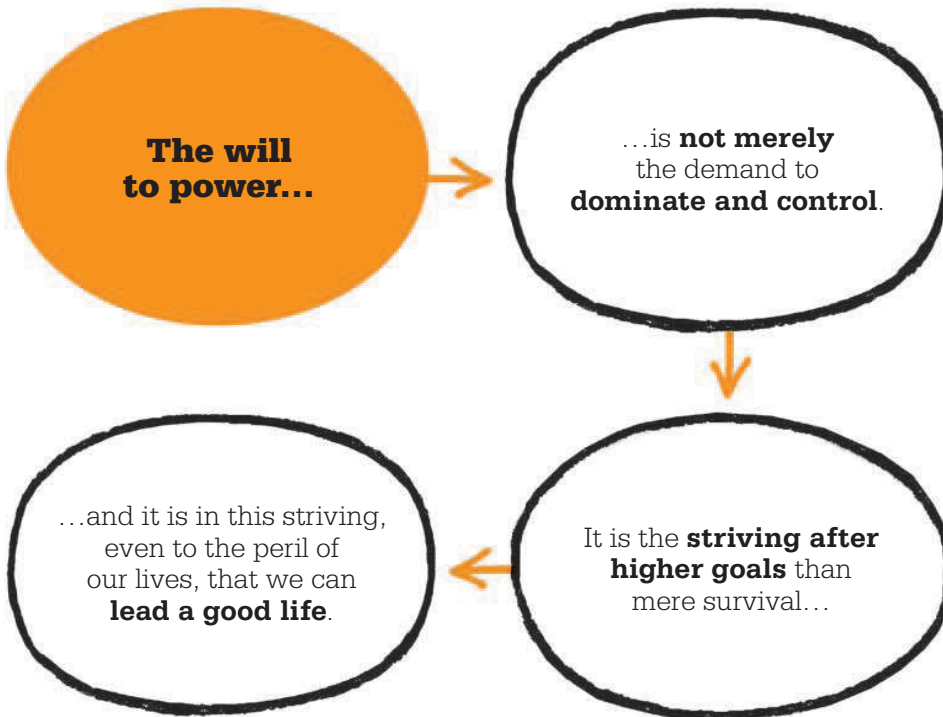 The will
to power...
...is not merely
the demand to
dominate and control.
It is the striving after
higher goals than
mere survival...
...and it is in this striving,
even to the peril of
our lives, that we can
lead a good life.